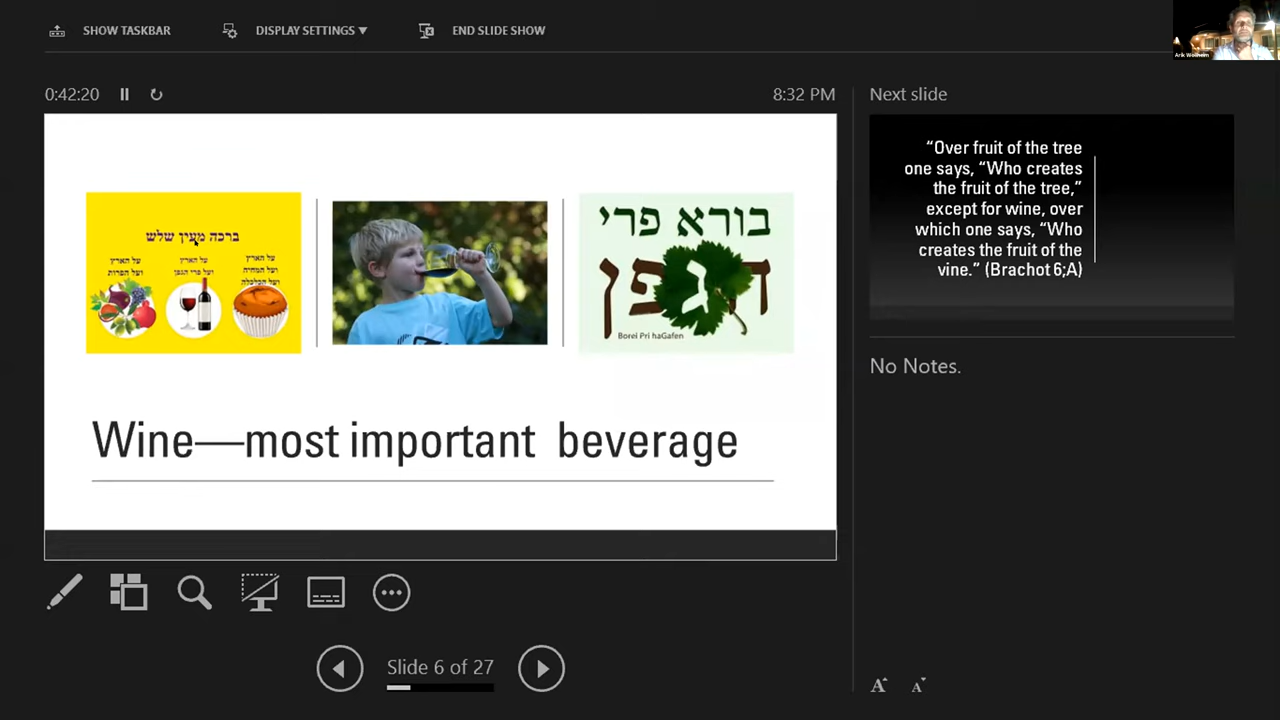 SHOW TASKBAR
DISPLAY SETTINGS ▼
END SLIDE SHOW
Arik Wollheim
0:42:20
8:32 PM
Next slide
ברכה מעין שלש
על הארץ
ועל הפרות
על הארץ
ועל פרי הגפן
על הארץ
ועל המחיה
ועל הכלכלה
בורא פרי
הגפן
Borei Pri haGafen
Wine—most important beverage
“Over fruit of the tree
one says, “Who creates
the fruit of the tree,”
except for wine, over
which one says, “Who
creates the fruit of the
vine.” (Brachot 6;A)
No Notes.
Slide 6 of 27
A
A